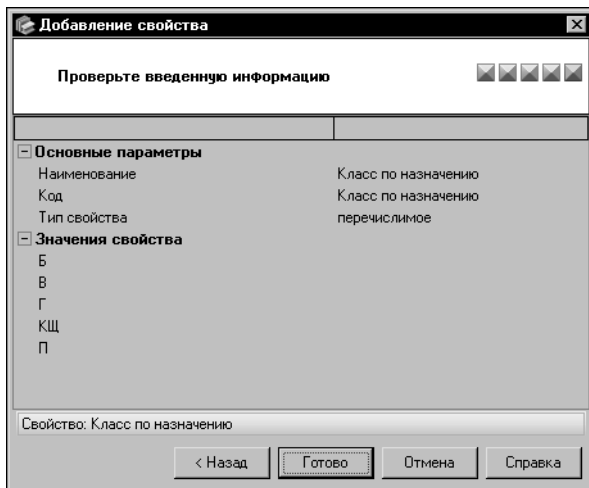 Добавление свойства
Проверьте введенную информацию
Основные параметры
Наименование Класс по назначению
Код Класс по назначению
Тип свойства перечислимое
Значения свойства
Б
В
Г
КЩ
П
Свойство: Класс по назначению
< Назад Готово Отмена Справка